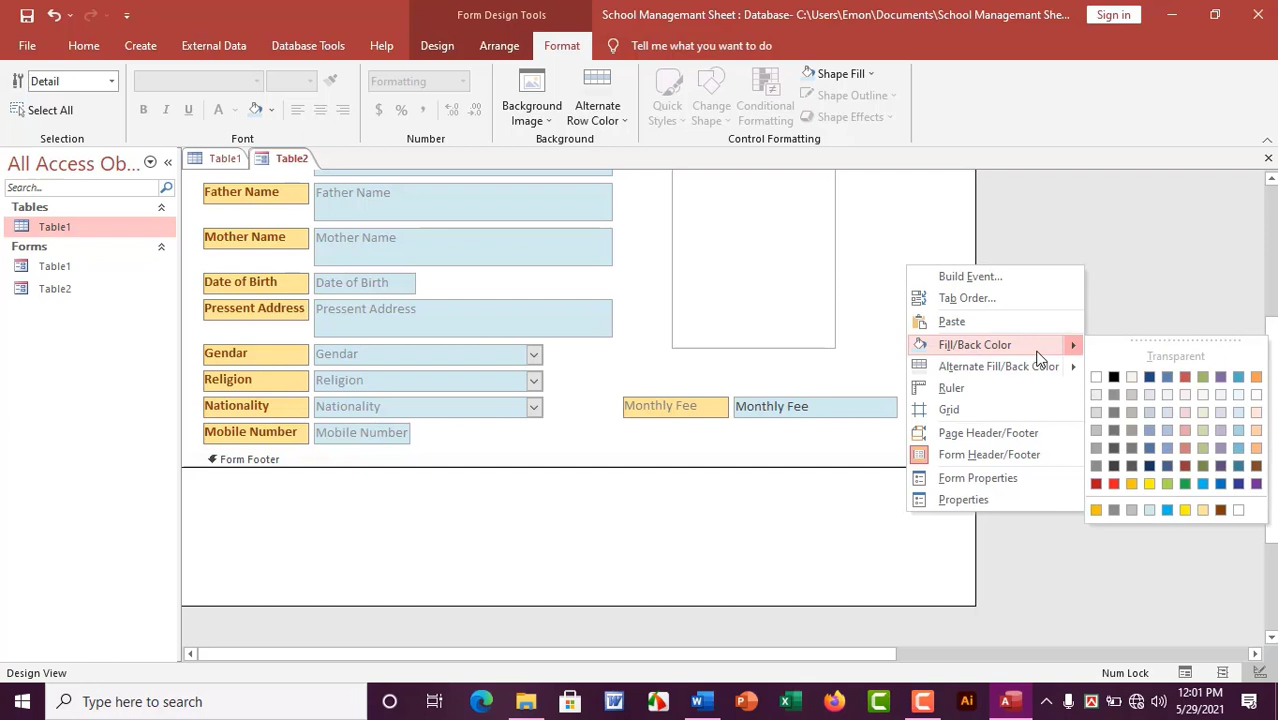 Form Design Tools
School Managemant Sheet : Database- C:\Users\Emon\Documents\School Managemant Shee...
Sign in
File
Home
Create
External Data
Database Tools
Help
Design
Arrange
Format
Tell me what you want to do
Detail
Select All
Selection
B I U A
Font
Formatting
$ % ,
Number
Background Image
Alternate Row Color
Background
Quick Styles
Change Shape
Conditional Formatting
Shape Fill
Shape Outline
Shape Effects
Control Formatting
All Access Ob...
Search...
Tables
Table1
Forms
Table1
Table2
Table1
Table2
Father Name
Father Name
Mother Name
Mother Name
Date of Birth
Date of Birth
Pressent Address
Pressent Address
Gendar
Gendar
Religion
Religion
Nationality
Nationality
Mobile Number
Mobile Number
Monthly Fee
Monthly Fee
Form Footer
Build Event...
Tab Order...
Paste
Fill/Back Color
Alternate Fill/Back Color
Ruler
Grid
Page Header/Footer
Form Header/Footer
Form Properties
Properties
Transparent
Design View
Num Lock
Type here to search
12:01 PM
5/29/2021